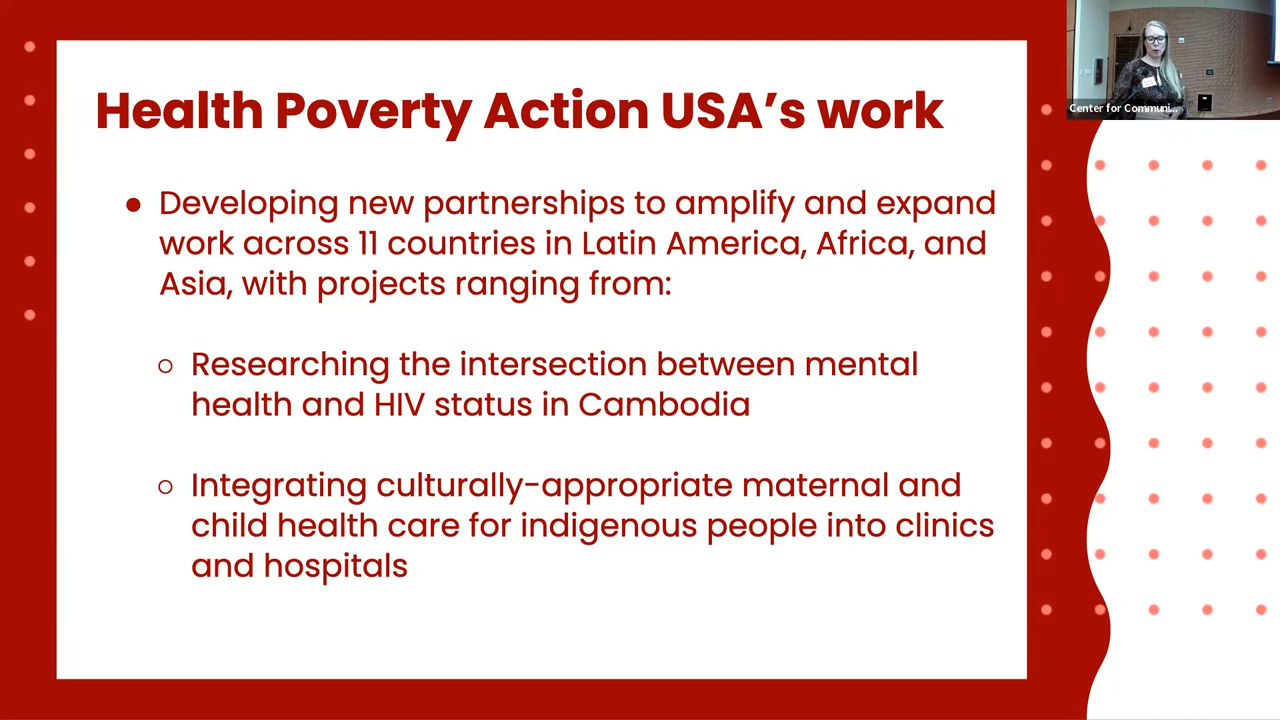 Health Poverty Action USA’s work
● Developing new partnerships to amplify and expand
work across 11 countries in Latin America, Africa, and
Asia, with projects ranging from:
○ Researching the intersection between mental
health and HIV status in Cambodia
○ Integrating culturally-appropriate maternal and
child health care for indigenous people into clinics
and hospitals
Center for Communi...